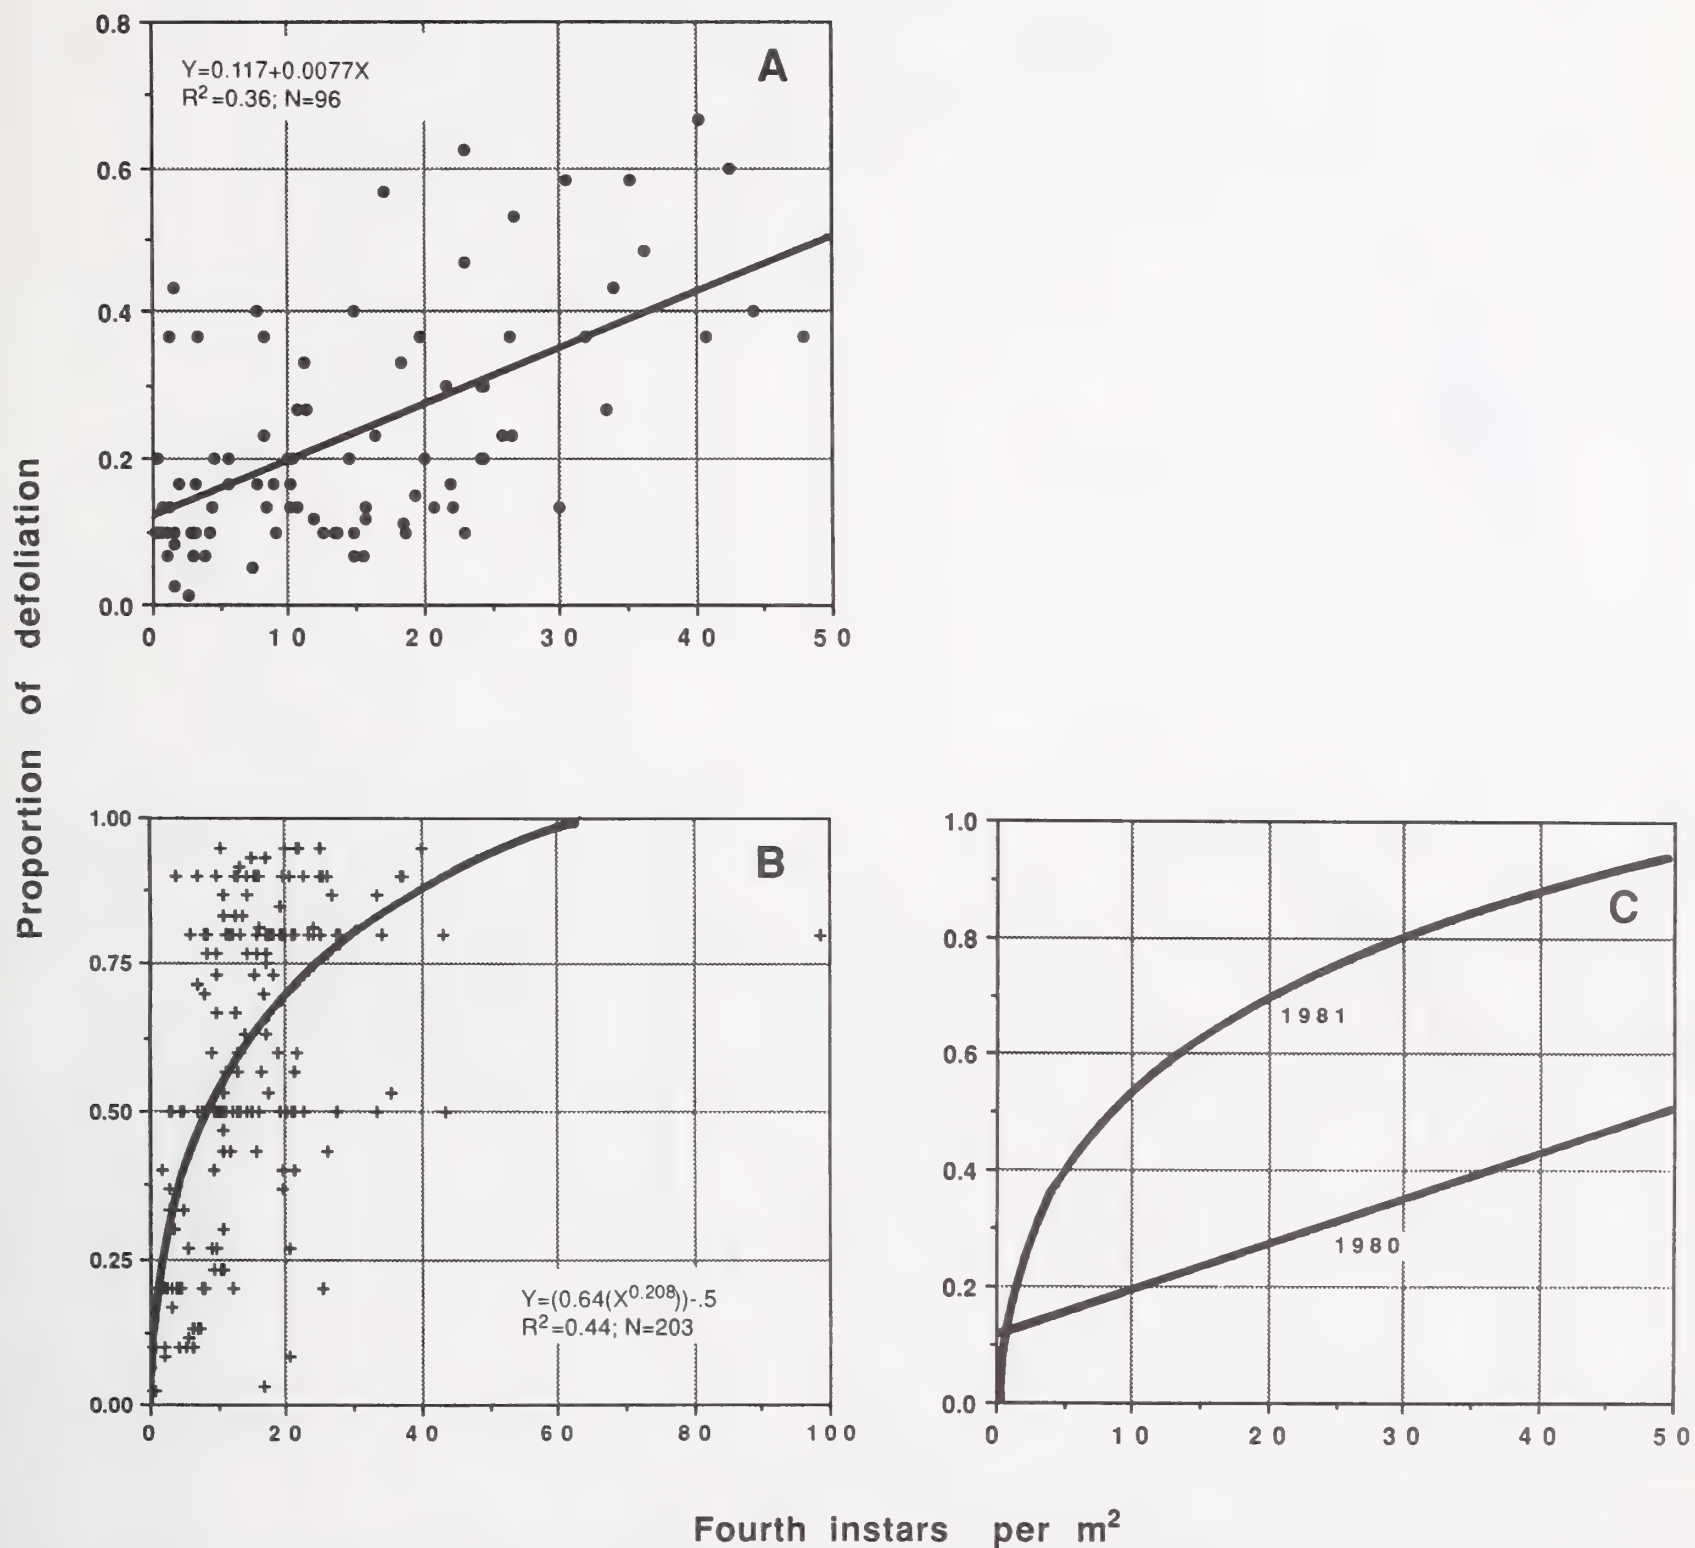 Proportion of defoliation
0.8
0.6
0.4
0.2
0.0
Y=0.117+0.0077X
R²=0.36; N=96
A
0 10 20 30 40 50
1.00
0.75
0.50
0.25
0.00
B
Y=(0.64(X^0.208))-.5
R²=0.44; N=203
0 20 40 60 80 100
1.0
0.8
0.6
0.4
0.2
0.0
C
1981
1980
0 10 20 30 40 50
Fourth instars per m²